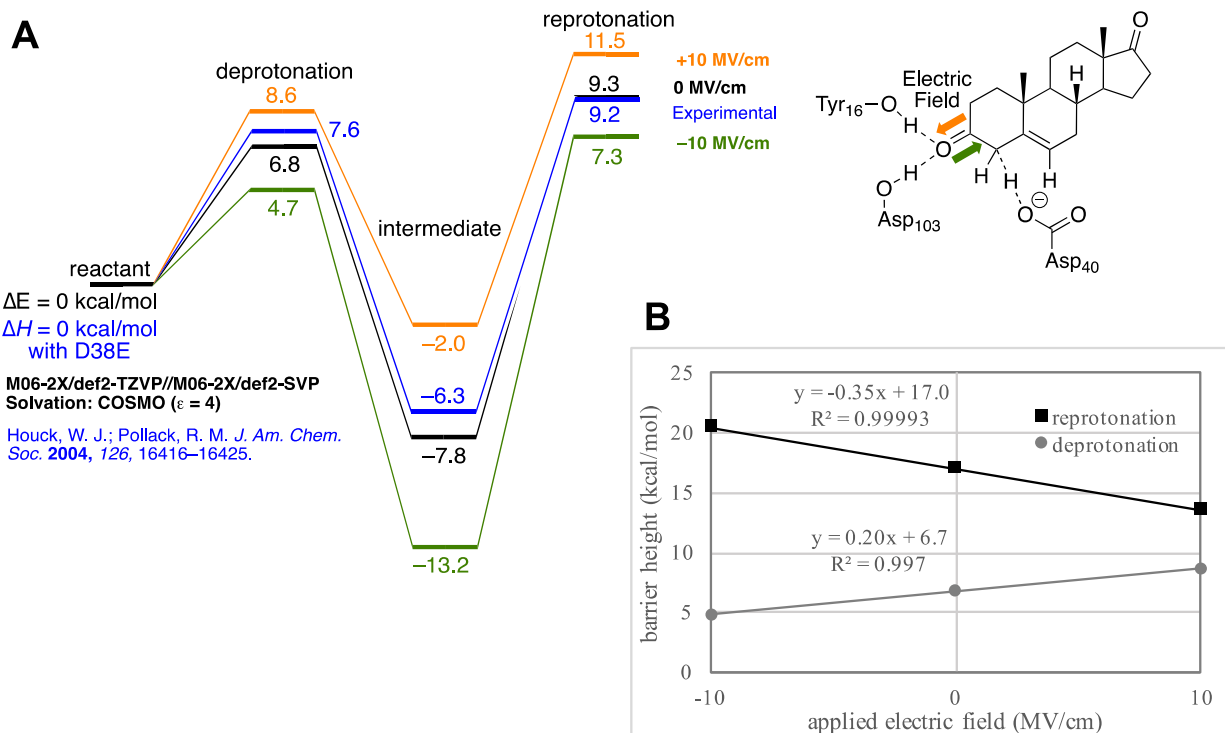 A
deprotonation
8.6
7.6
6.8
4.7
reprotonation
11.5
9.3
9.2
7.3
+10 MV/cm
0 MV/cm
Experimental
–10 MV/cm
intermediate
–2.0
–6.3
–7.8
–13.2
reactant
ΔE = 0 kcal/mol
ΔH = 0 kcal/mol
with D38E
M06-2X/def2-TZVP//M06-2X/def2-SVP
Solvation: COSMO (ε = 4)
Houck, W. J.; Pollack, R. M. J. Am. Chem.
Soc. 2004, 126, 16416–16425.
O
H
Electric
Field
Tyr16–O
H
O
H
O
Asp103
H
H
H
O
⊖
O
Asp40
B
25
20
15
10
5
0
-10
0
10
barrier height (kcal/mol)
applied electric field (MV/cm)
y = -0.35x + 17.0
R² = 0.99993
reprotonation
deprotonation
y = 0.20x + 6.7
R² = 0.997